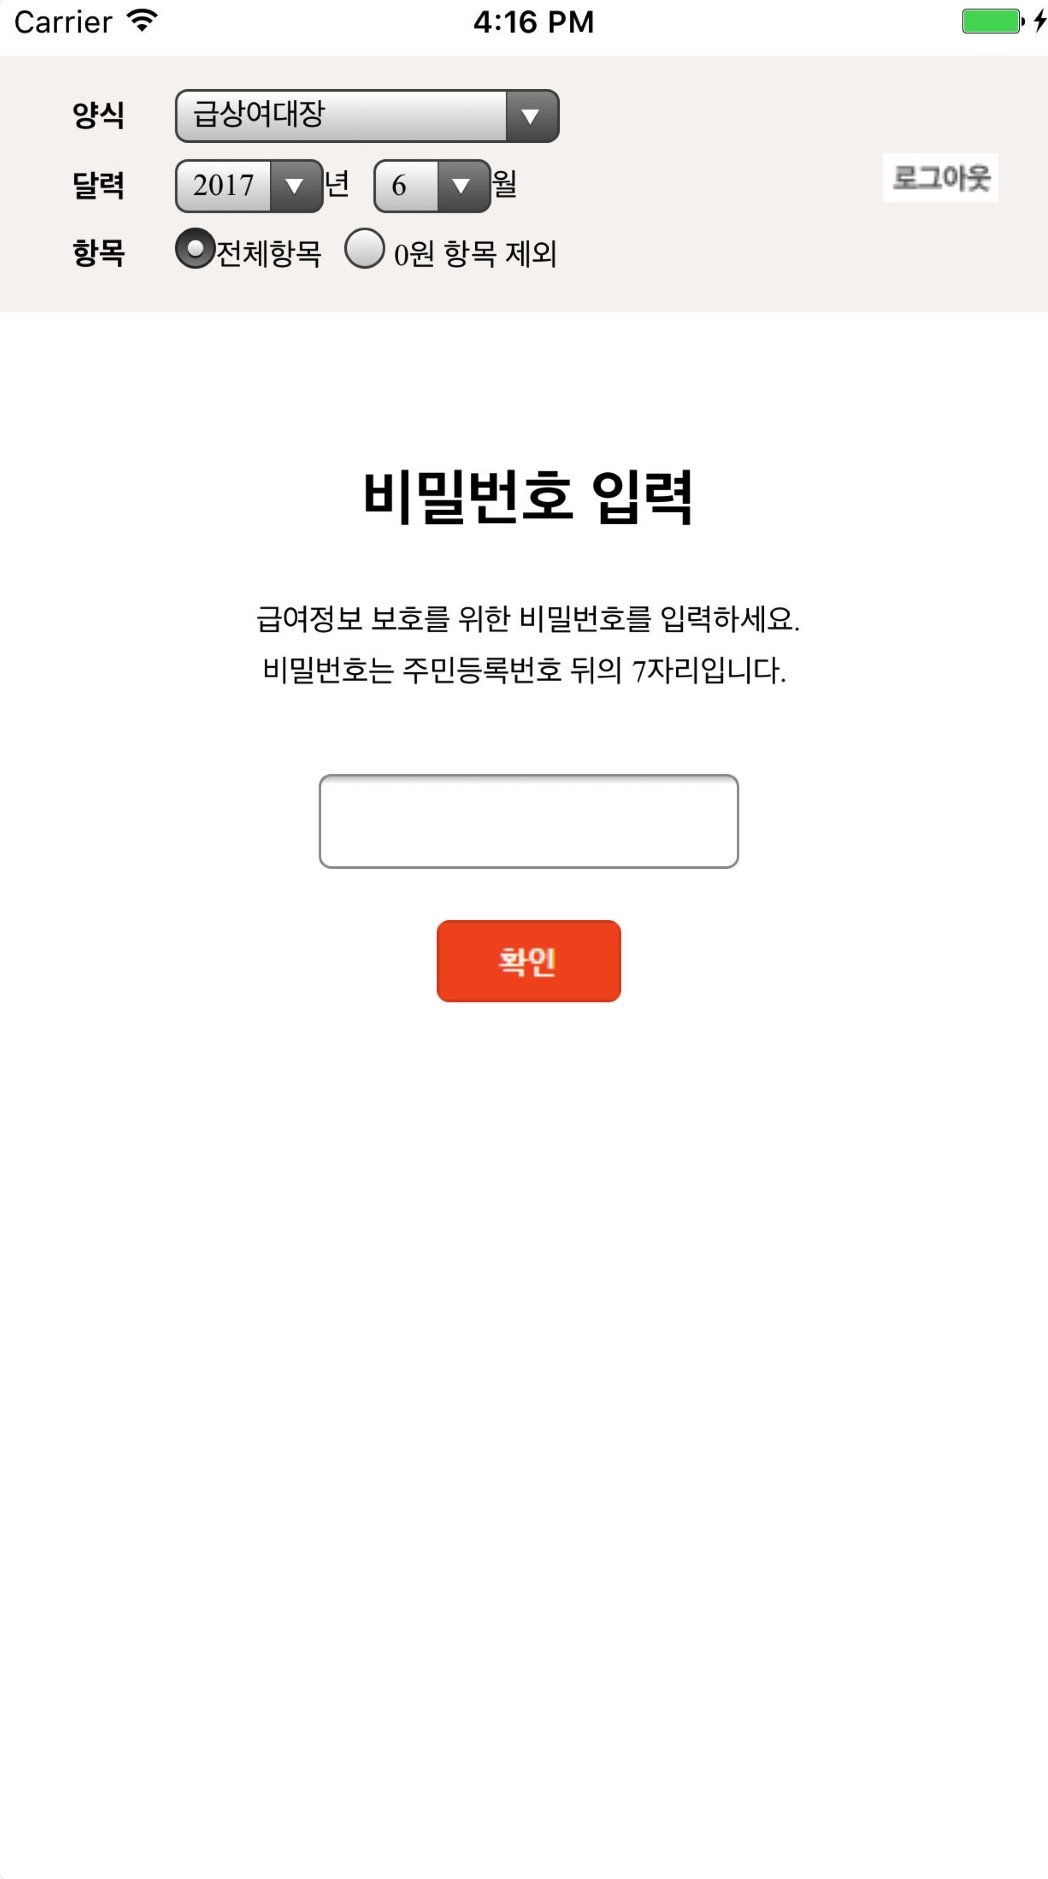 Carrier 4:16 PM
양식 급상여대장
달력 2017 년 6 월
로그아웃
항목 전체항목 0원 항목 제외
비밀번호 입력
급여정보 보호를 위한 비밀번호를 입력하세요.
비밀번호는 주민등록번호 뒤의 7자리입니다.
확인